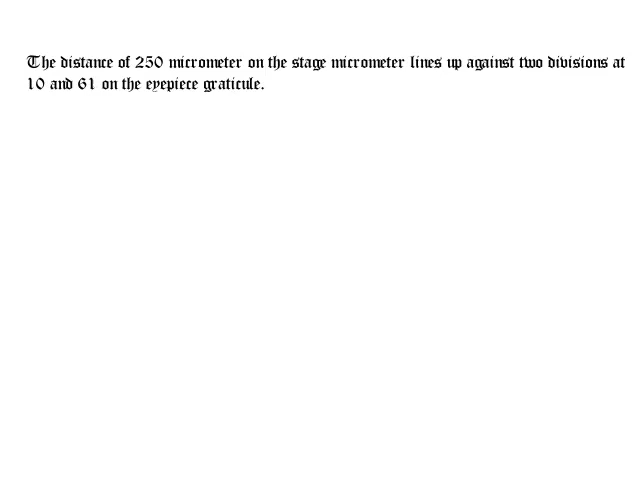 The distance of 250 micrometer on the stage micrometer lines up against two divisions at
10 and 61 on the eyepiece graticule.